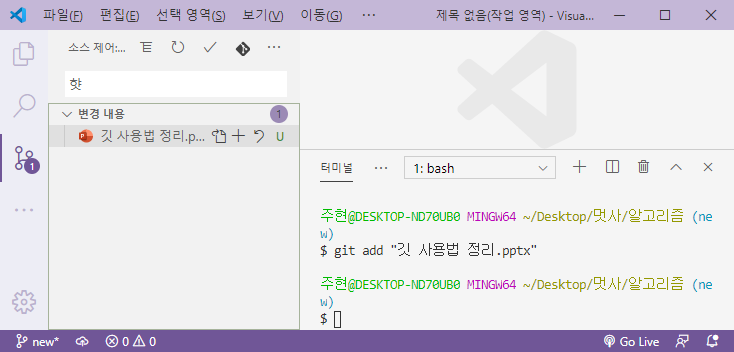 파일(F) 편집(E) 선택 영역(S) 보기(V) 이동(G) ··· 제목 없음(작업 영역) - Visua...
소스 제어:...
햣
변경 내용 1
깃 사용법 정리.p... U
1
터미널 ··· 1: bash
주현@DESKTOP-ND70UB0 MINGW64 ~/Desktop/멋사/알고리즘 (ne
w)
$ git add "깃 사용법 정리.pptx"
주현@DESKTOP-ND70UB0 MINGW64 ~/Desktop/멋사/알고리즘 (ne
w)
$
new* 0 0 Go Live